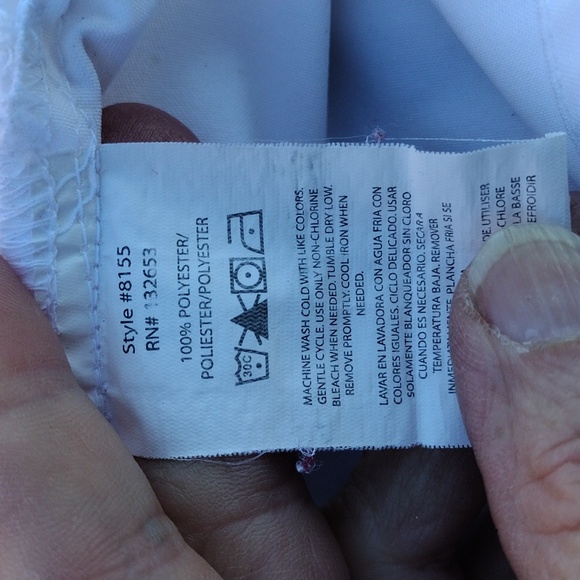 Style #8155
RN# 132653
100% POLYESTER/
POLIESTER/POLYESTER
30C
MACHINE WASH COLD WITH LIKE COLORS.
GENTLE CYCLE. USE ONLY NON-CHLORINE
BLEACH WHEN NEEDED. TUMBLE DRY LOW.
REMOVE PROMPTLY. COOL IRON WHEN
NEEDED.
LAVAR EN LAVADORA CON AGUA FRIA CON
COLORES IGUALES. CICLO DELICADO. USAR
SOLAMENTE BLANQUEADOR SIN CLORO
CUANDO ES NECESARIO. SECAR A
TEMPERATURA BAJA. REMOVER
PLANCHA FRIA SI SE
DE UTILISER
CHLORE
LA BASSE
REFROIDIR